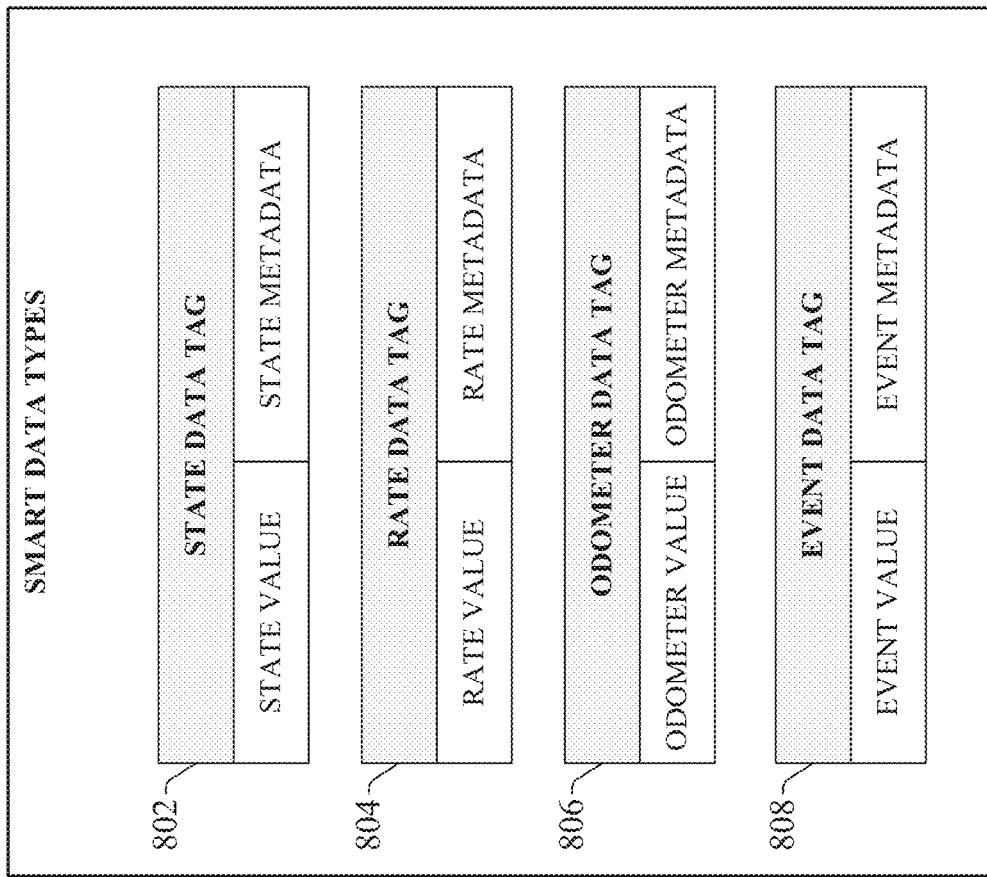 SMART DATA TYPES
802
STATE DATA TAG
STATE VALUE STATE METADATA
804
RATE DATA TAG
RATE VALUE RATE METADATA
806
ODOMETER DATA TAG
ODOMETER VALUE ODOMETER METADATA
808
EVENT DATA TAG
EVENT VALUE EVENT METADATA